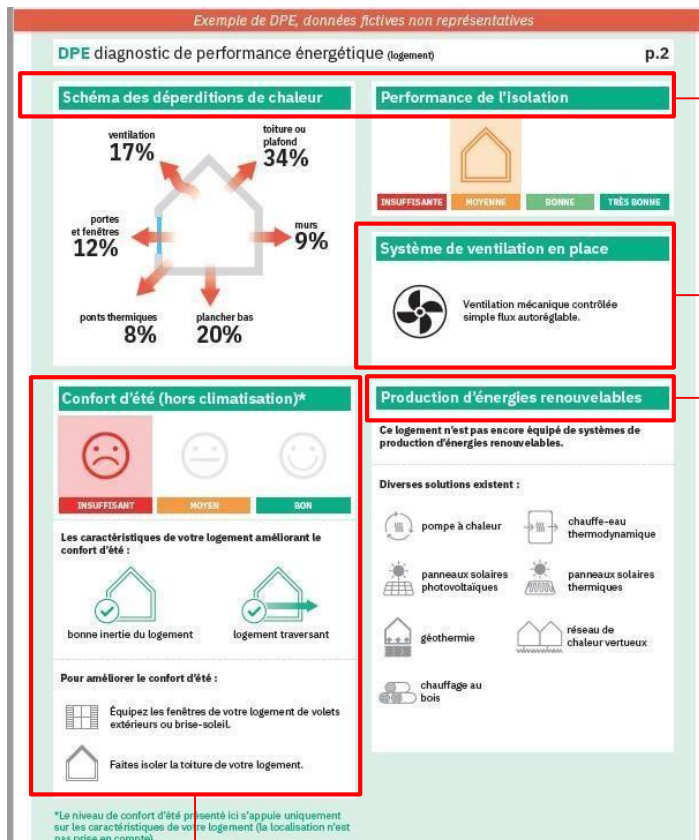 Exemple de DPE, données fictives non représentatives
DPE diagnostic de performance énergétique (logement)
p.2
Schéma des déperditions de chaleur
ventilation
17%
toiture ou
plafond
34%
portes
et fenêtres
12%
murs
9%
ponts thermiques
8%
plancher bas
20%
Performance de l'isolation
INSUFFISANTE
MOYENNE
BONNE
TRÈS BONNE
Système de ventilation en place
Ventilation mécanique contrôlée
simple flux autoréglable.
Confort d'été (hors climatisation)*
INSUFFISANT
MOYEN
BON
Les caractéristiques de votre logement améliorant le
confort d'été :
bonne inertie du logement
logement traversant
Pour améliorer le confort d'été :
Équipez les fenêtres de votre logement de volets
extérieurs ou brise-soleil.
Faites isoler la toiture de votre logement.
Production d'énergies renouvelables
Ce logement n'est pas encore équipé de systèmes de
production d'énergies renouvelables.
Diverses solutions existent :
pompe à chaleur
chauffe-eau
thermodynamique
panneaux solaires
photovoltaïques
panneaux solaires
thermiques
géothermie
réseau de
chaleur vertueux
chauffage au
bois
*Le niveau de confort d'été présenté ici s'appuie uniquement
sur les caractéristiques de votre logement (la localisation n'est
pas prise en compte)